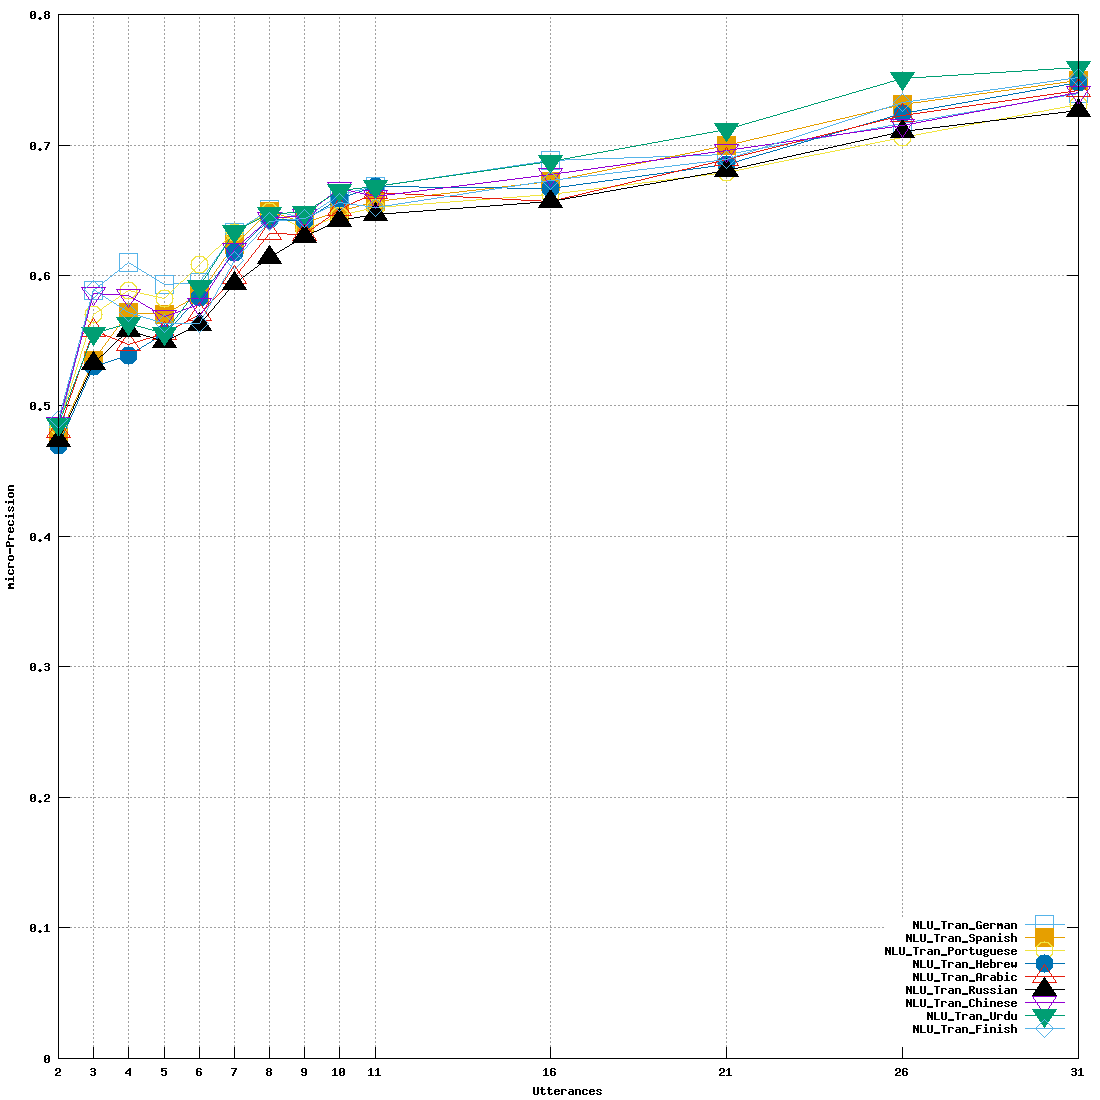 0.8
0.7
0.6
0.5
0.4
0.3
0.2
0.1
0
micro-Precision
NLU_Tran_German
NLU_Tran_Spanish
NLU_Tran_Portuguese
NLU_Tran_Hebrew
NLU_Tran_Arabic
NLU_Tran_Russian
NLU_Tran_Chinese
NLU_Tran_Urdu
NLU_Tran_Finish
2 3 4 5 6 7 8 9 10 11 16 21 26 31
Utterances